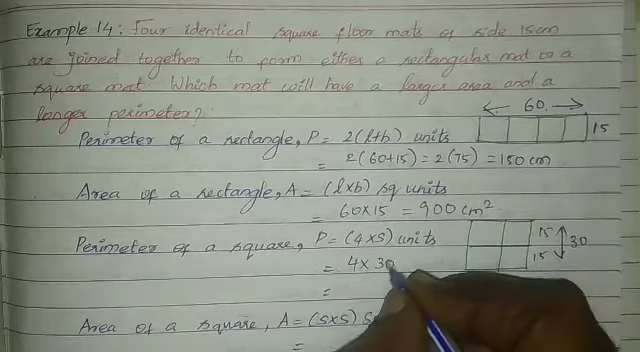 Example 14: Four identical square floor mats of side 15cm
are joined together to form either a rectangular mat or a
square mat. Which mat will have a larger area and a
longer perimeter?
← 60 →
Perimeter of a rectangle, P = 2(l+b) units
15
= 2(60+15) = 2(75) = 150 cm
Area of a rectangle, A = (l×b) sq units
= 60×15 = 900 cm²
Perimeter of a square, P = (4×S) units
15
30
= 4×30
15
=
Area of a square, A = (S×S) S
=